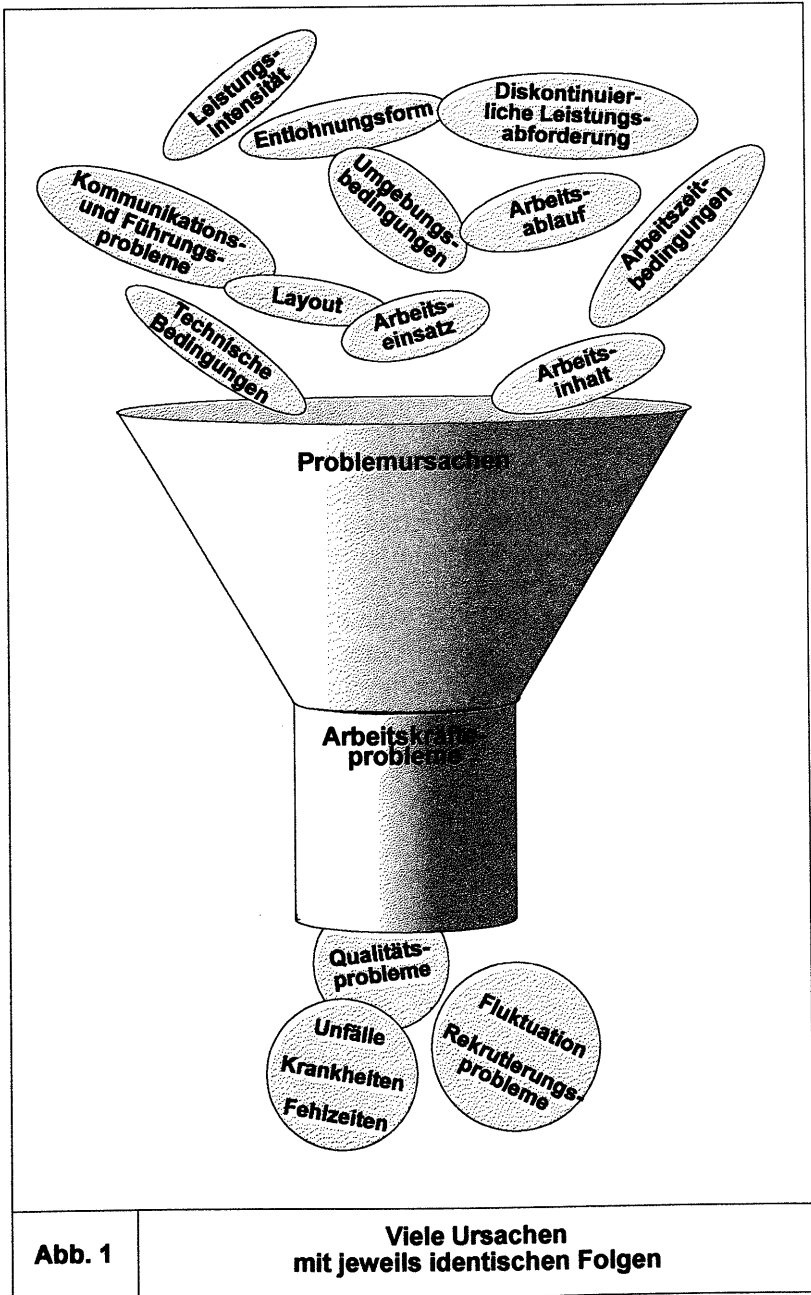 Leistungs-
intensität
Entlohnungsform
Diskontinuier-
liche Leistungs-
abforderung
Kommunikations-
und Führungs-
probleme
Umgebungs-
bedingungen
Arbeits-
ablauf
Arbeitszeit-
bedingungen
Layout
Arbeits-
einsatz
Technische
Bedingungen
Arbeits-
inhalt
Problemursachen
Arbeitskräfte-
probleme
Qualitäts-
probleme
Unfälle
Krankheiten
Fehlzeiten
Fluktuation
Rekrutierungs-
probleme
Abb. 1
Viele Ursachen
mit jeweils identischen Folgen